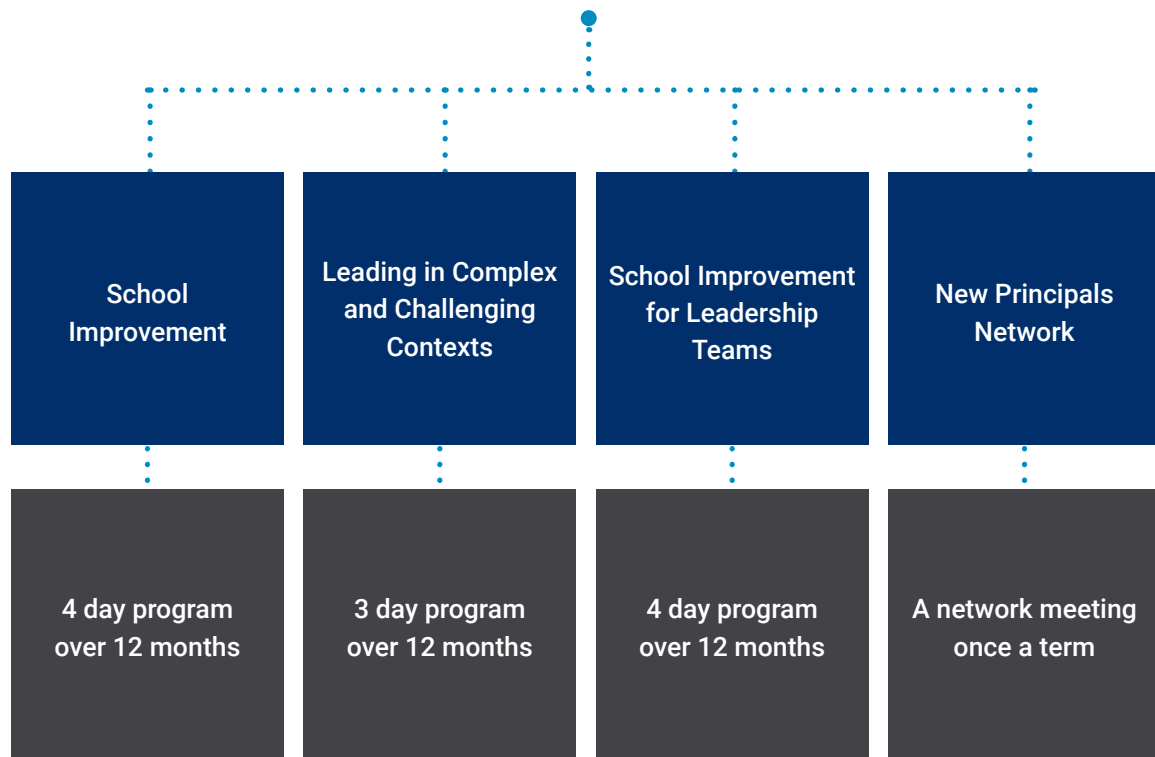 School
Improvement
Leading in Complex
and Challenging
Contexts
School Improvement
for Leadership
Teams
New Principals
Network
4 day program
over 12 months
3 day program
over 12 months
4 day program
over 12 months
A network meeting
once a term